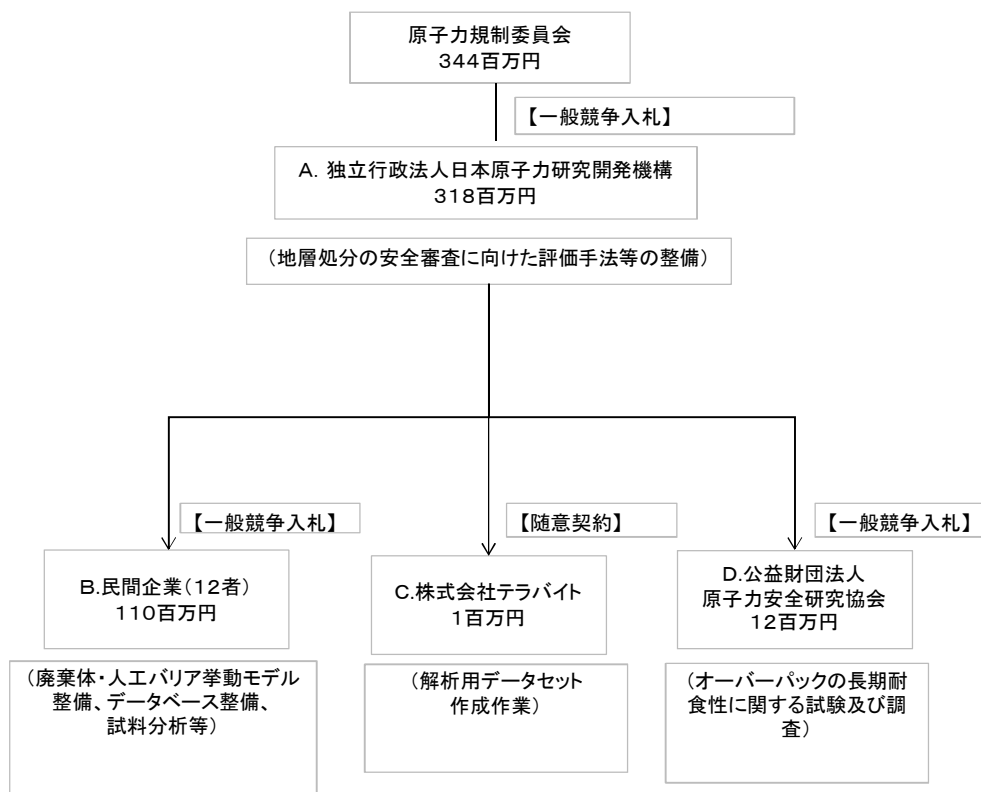 原子力規制委員会
344百万円
【一般競争入札】
A．独立行政法人日本原子力研究開発機構
318百万円
（地層処分の安全審査に向けた評価手法等の整備）
【一般競争入札】
【随意契約】
【一般競争入札】
B．民間企業（12者）
110百万円
C．株式会社テラバイト
1百万円
D．公益財団法人
原子力安全研究協会
12百万円
（廃棄体・人工バリア挙動モデル
整備、データベース整備、
試料分析等）
（解析用データセット
作成作業）
（オーバーパックの長期耐
食性に関する試験及び調
査）